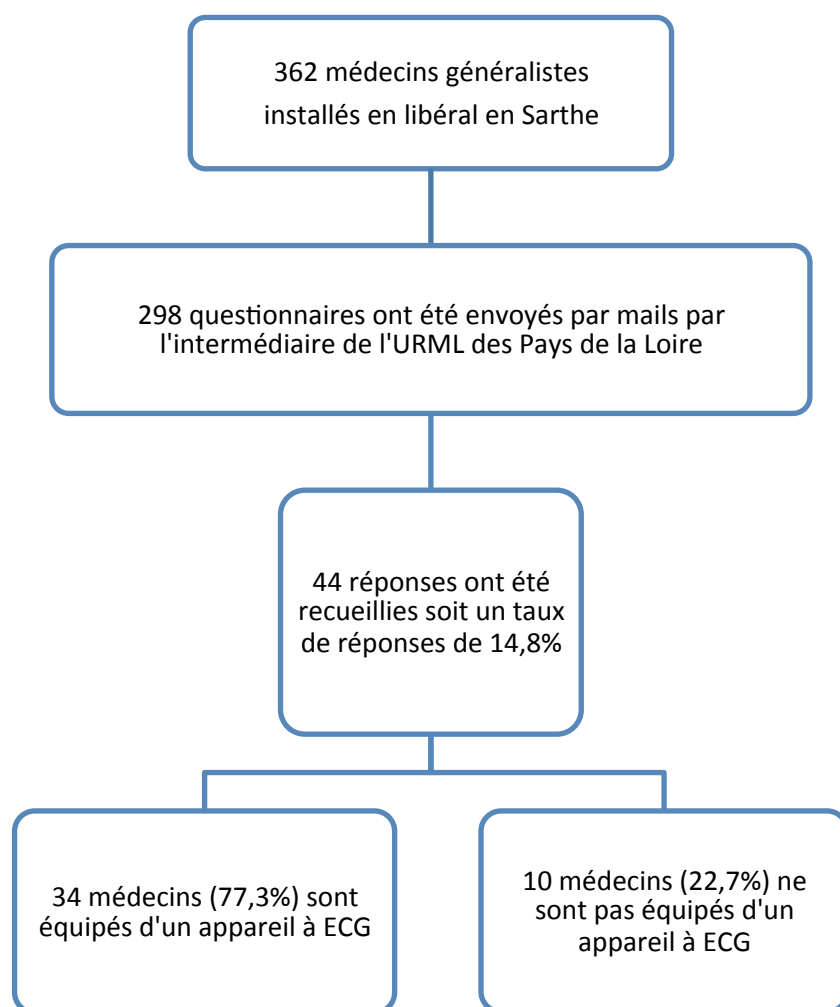 362 médecins généralistes
installés en libéral en Sarthe
298 questionnaires ont été envoyés par mails par
l'intermédiaire de l'URML des Pays de la Loire
44 réponses ont été
recueillies soit un taux
de réponses de 14,8%
34 médecins (77,3%) sont
équipés d'un appareil à ECG
10 médecins (22,7%) ne
sont pas équipés d'un
appareil à ECG